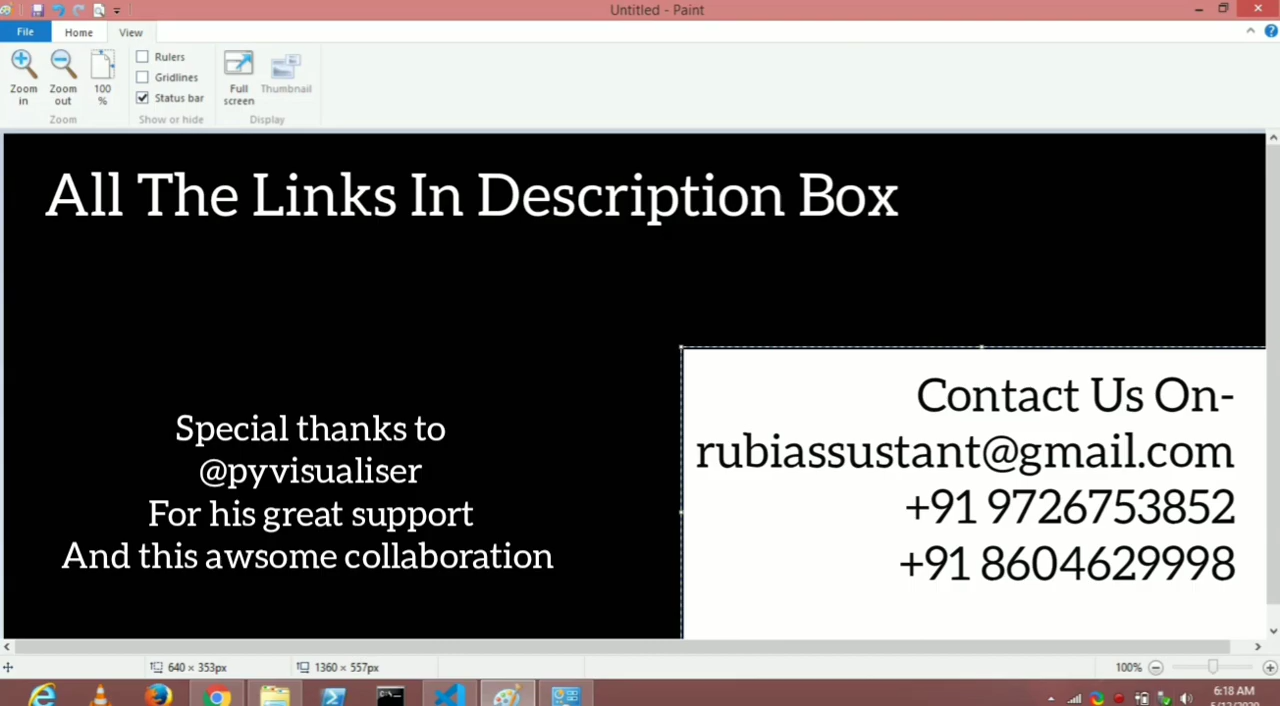 Untitled - Paint
File Home View
Zoom in
Zoom out
100 %
Rulers
Gridlines
Status bar
Full screen
Thumbnail
Zoom
Show or hide
Display
All The Links In Description Box
Special thanks to
@pyvisualiser
For his great support
And this awsome collaboration
Contact Us On-
rubiassustant@gmail.com
+91 9726753852
+91 8604629998
640 × 353px
1360 × 557px
100%
6:18 AM